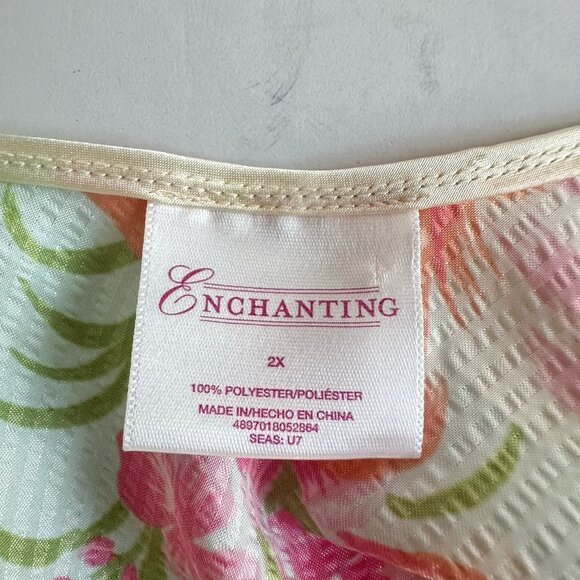 ENCHANTING
2X
100% POLYESTER/POLIÉSTER
MADE IN/HECHO EN CHINA
4897018052864
SEAS: U7